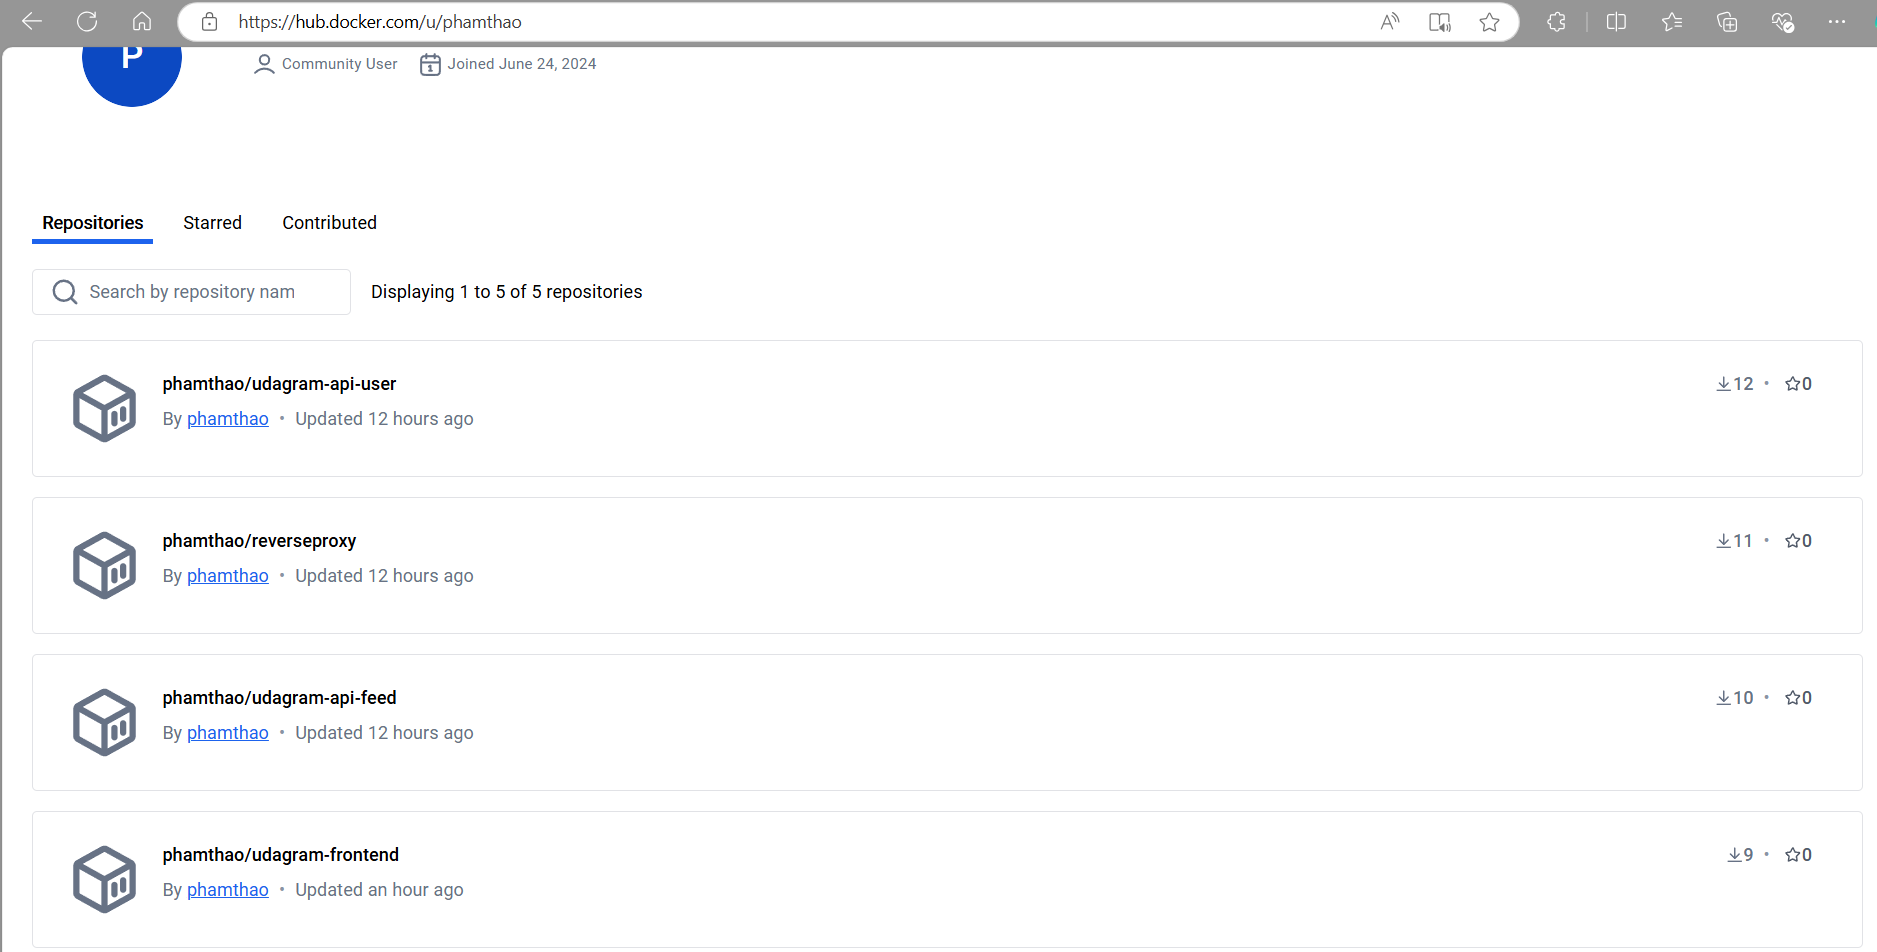 https://hub.docker.com/u/phamthao
P
Community User Joined June 24, 2024
Repositories Starred Contributed
Search by repository nam Displaying 1 to 5 of 5 repositories
phamthao/udagram-api-user 12 • 0
By phamthao • Updated 12 hours ago
phamthao/reverseproxy 11 • 0
By phamthao • Updated 12 hours ago
phamthao/udagram-api-feed 10 • 0
By phamthao • Updated 12 hours ago
phamthao/udagram-frontend 9 • 0
By phamthao • Updated an hour ago